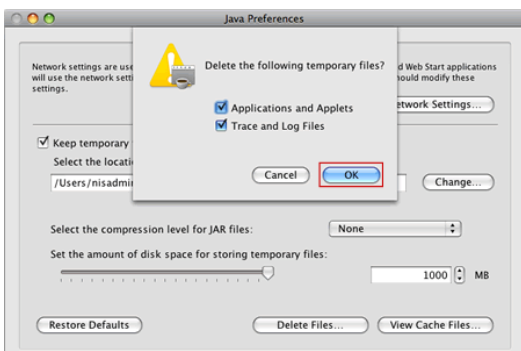 Java Preferences
Delete the following temporary files?
Applications and Applets
Trace and Log Files
Cancel
OK
Network settings are use
d Web Start applications
will use the network setti
hould modify these
settings.
etwork Settings...
Keep temporary
Select the locatio
/Users/nisadmi
Change...
Select the compression level for JAR files:
None
Set the amount of disk space for storing temporary files:
1000
MB
Restore Defaults
Delete Files...
View Cache Files...